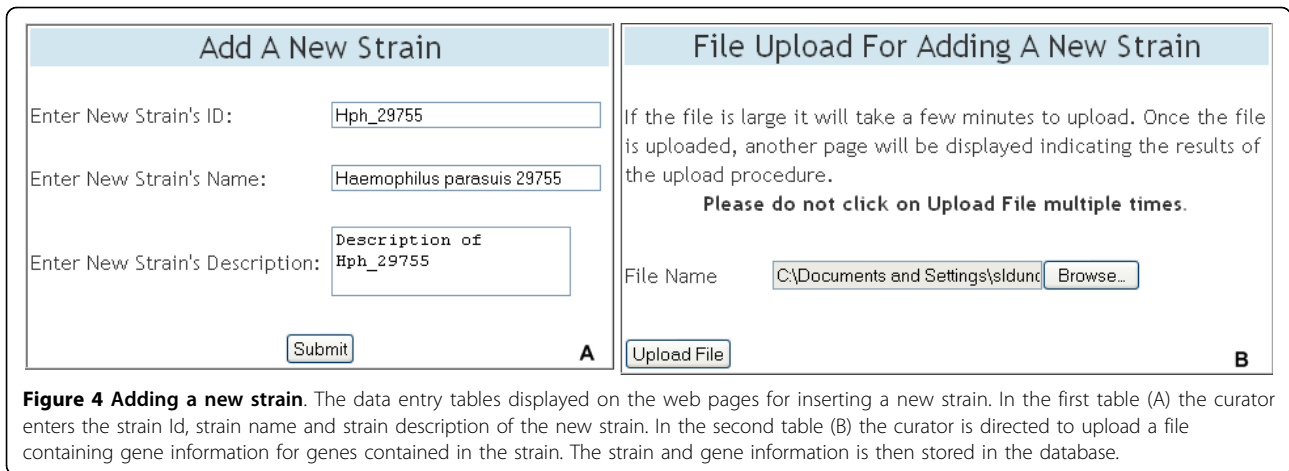 Add A New Strain
Enter New Strain's ID: Hph_29755
Enter New Strain's Name: Haemophilus parasuis 29755
Enter New Strain's Description: Description of
Hph_29755
Submit
A
File Upload For Adding A New Strain
If the file is large it will take a few minutes to upload. Once the file
is uploaded, another page will be displayed indicating the results of
the upload procedure.
Please do not click on Upload File multiple times.
File Name C:\Documents and Settings\sldunc Browse...
Upload File
B
Figure 4 Adding a new strain. The data entry tables displayed on the web pages for inserting a new strain. In the first table (A) the curator
enters the strain Id, strain name and strain description of the new strain. In the second table (B) the curator is directed to upload a file
containing gene information for genes contained in the strain. The strain and gene information is then stored in the database.